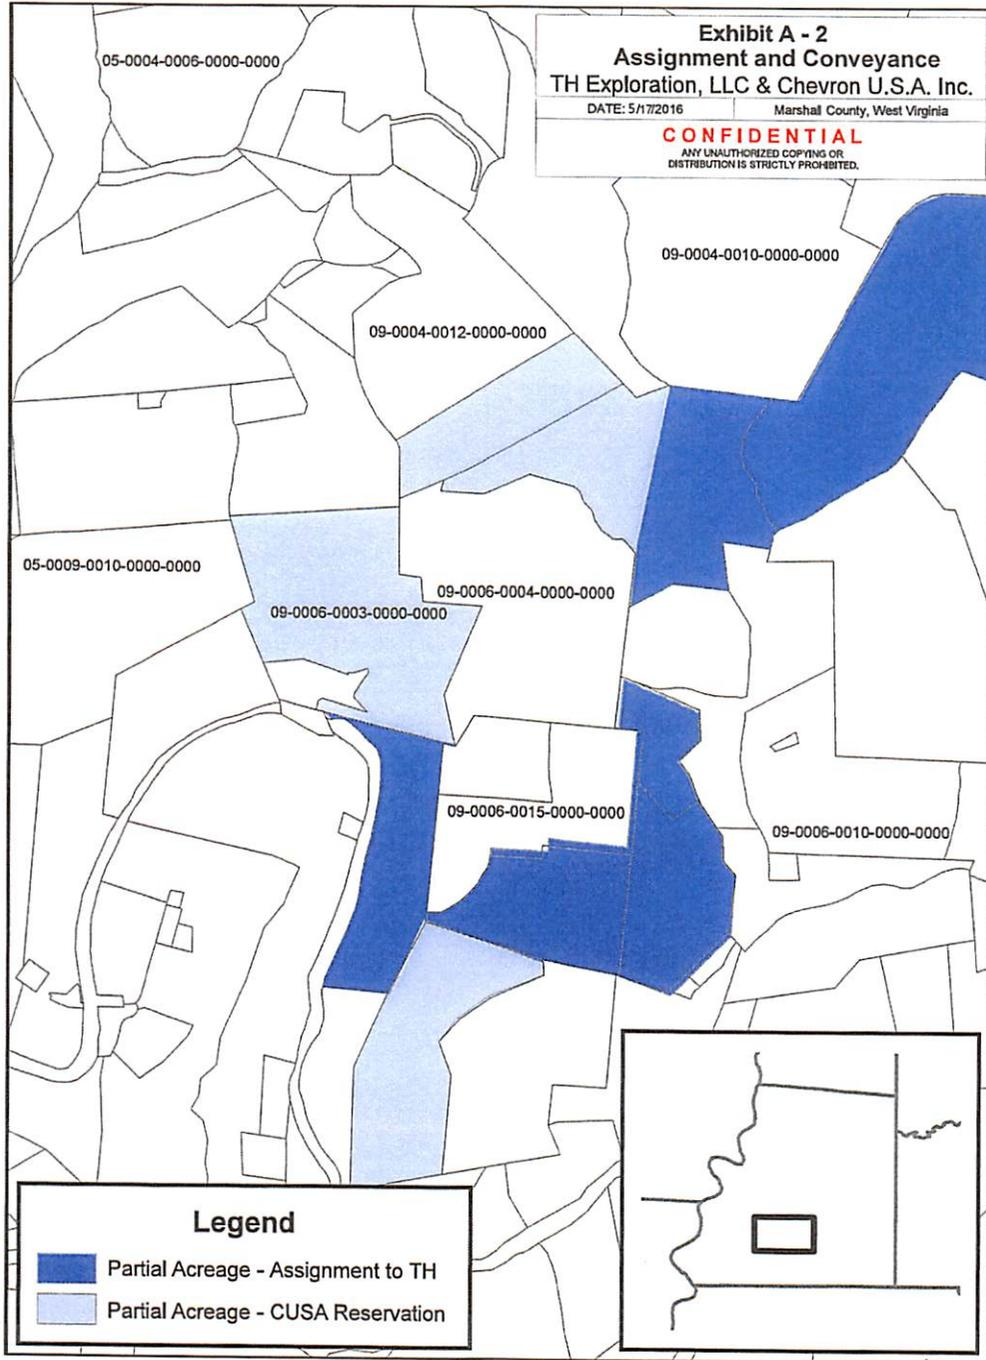 Exhibit A - 2
Assignment and Conveyance
TH Exploration, LLC & Chevron U.S.A. Inc.
DATE: 5/17/2016 Marshall County, West Virginia
CONFIDENTIAL
ANY UNAUTHORIZED COPYING OR
DISTRIBUTION IS STRICTLY PROHIBITED.
05-0004-0006-0000-0000
09-0004-0010-0000-0000
09-0004-0012-0000-0000
05-0009-0010-0000-0000
09-0006-0004-0000-0000
09-0006-0003-0000-0000
09-0006-0015-0000-0000
09-0006-0010-0000-0000
Legend
Partial Acreage - Assignment to TH
Partial Acreage - CUSA Reservation